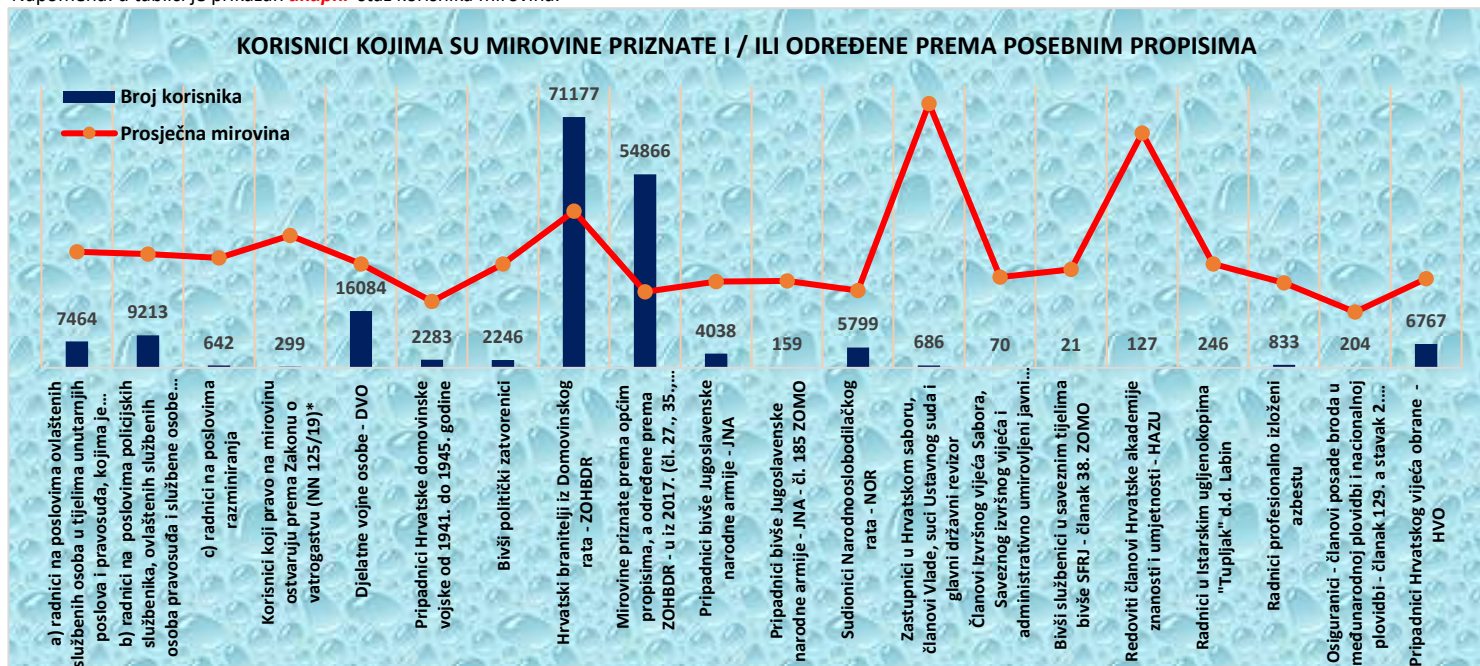 KORISNICI KOJIMA SU MIROVINE PRIZNATE I / ILI ODREĐENE PREMA POSEBNIM PROPISIMA
Broj korisnika
Prosječna mirovina
7464
9213
642
299
16084
2283
2246
71177
54866
4038
159
5799
686
70
21
127
246
833
204
6767
a) radnici na poslovima ovlaštenih
službenih osoba u tijelima unutarnjih
poslova i pravosuđa, kojima je...
b) radnici na poslovima policijskih
službenika, ovlaštenih službenih
osoba pravosuđa i službene osobe...
c) radnici na poslovima
razminiranja
Korisnici koji pravo na mirovinu
ostvaruju prema Zakonu o
vatrogastvu (NN 125/19)*
Djelatne vojne osobe - DVO
Pripadnici Hrvatske domovinske
vojske od 1941. do 1945. godine
Bivši politički zatvorenici
Hrvatski branitelji iz Domovinskog
rata - ZOHBDR
Mirovine priznate prema općim
propisima, a određene prema
ZOHBDR - u iz 2017. (čl. 27., 35.,...
Pripadnici bivše Jugoslavenske
narodne armije - JNA
Pripadnici bivše Jugoslavenske
narodne armije - JNA - čl. 185 ZOMO
Sudionici Narodnooslobodilačkog
rata - NOR
Zastupnici u Hrvatskom saboru,
članovi Vlade, suci Ustavnog suda i
glavni državni revizor
Članovi Izvršnog vijeća Sabora,
Saveznog izvršnog vijeća i
administrativno umirovljeni javni...
Bivši službenici u saveznim tijelima
bivše SFRJ - članak 38. ZOMO
Redoviti članovi Hrvatske akademije
znanosti i umjetnosti - HAZU
Radnici u Istarskim ugljenokopima
"Tupljak" d.d. Labin
Radnici profesionalno izloženi
azbestu
Osiguranici - članovi posade broda u
međunarodnoj plovidbi i nacionalnoj
plovidbi - članak 129. a stavak 2....
Pripadnici Hrvatskog vijeća obrane -
HVO